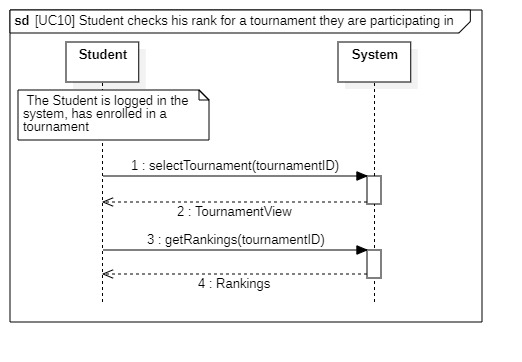 sd [UC10] Student checks his rank for a tournament they are participating in
Student
System
The Student is logged in the
system, has enrolled in a
tournament
1 : selectTournament(tournamentID)
2 : TournamentView
3 : getRankings(tournamentID)
4 : Rankings